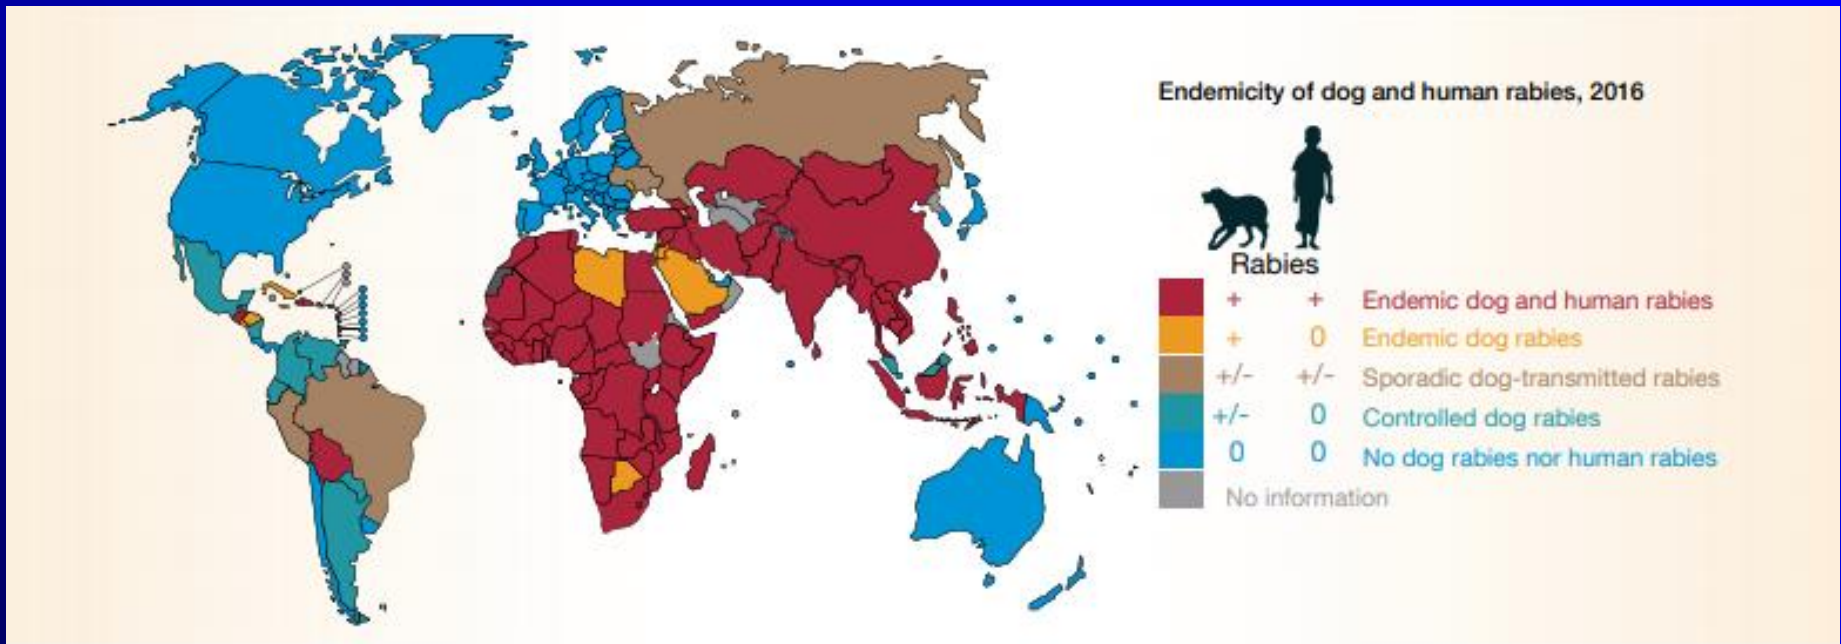 Endemicity of dog and human rabies, 2016
Rabies
+ + Endemic dog and human rabies
+ 0 Endemic dog rabies
+/- +/- Sporadic dog-transmitted rabies
+/- 0 Controlled dog rabies
0 0 No dog rabies nor human rabies
No information